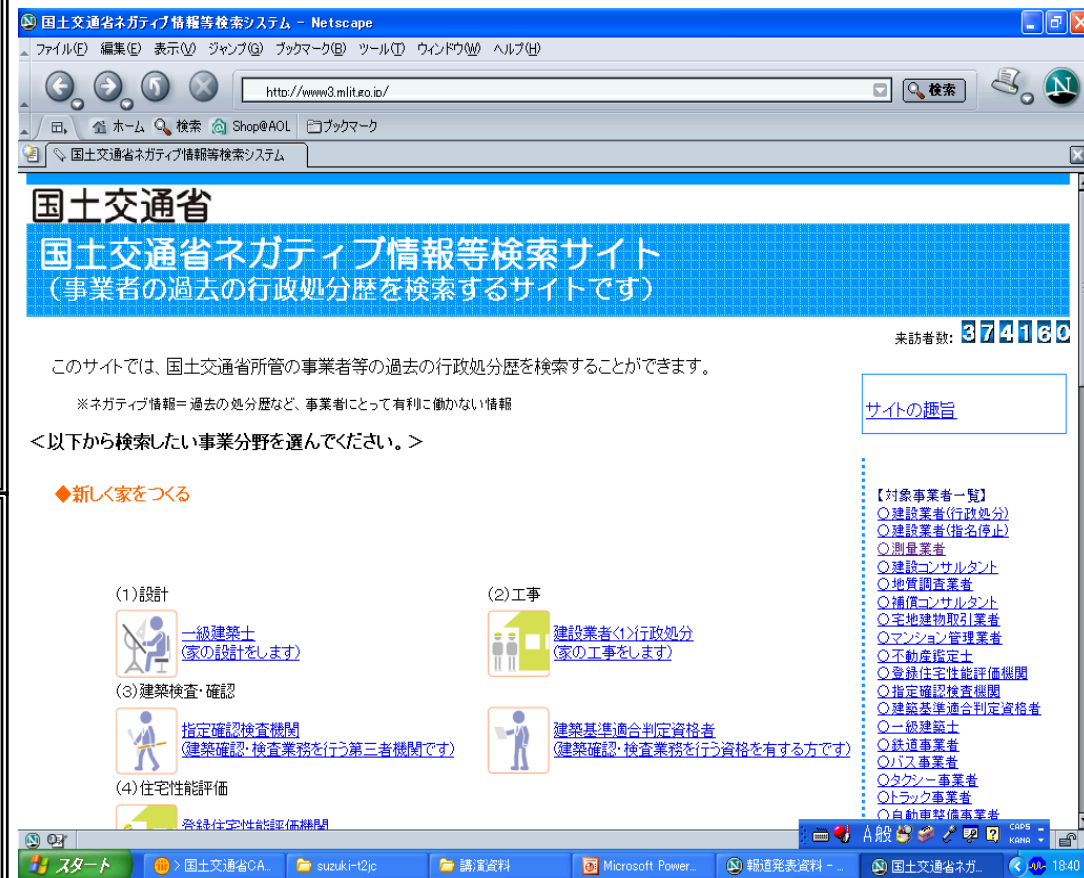 国土交通省ネガティブ情報等検索システム - Netscape
ファイル(F) 編集(E) 表示(V) ジャンプ(G) ブックマーク(B) ツール(T) ウィンドウ(W) ヘルプ(H)
http://www3.mlit.go.jp/
検索
N
ホーム 検索 Shop@AOL ブックマーク
国土交通省ネガティブ情報等検索システム
国土交通省
国土交通省ネガティブ情報等検索サイト
(事業者の過去の行政処分歴を検索するサイトです)
来訪者数: 374160
このサイトでは、国土交通省所管の事業者等の過去の行政処分歴を検索することができます。
※ネガティブ情報=過去の処分歴など、事業者にとって有利に働かない情報
サイトの趣旨
<以下から検索したい事業分野を選んでください。>
◆新しく家をつくる
(1)設計
一級建築士
(家の設計をします)
(2)工事
建設業者<1>行政処分
(家の工事をします)
(3)建築検査・確認
指定確認検査機関
(建築確認・検査業務を行う第三者機関です)
建築基準適合判定資格者
(建築確認・検査業務を行う資格を有する方です)
(4)住宅性能評価
登録住宅性能評価機関
【対象事業者一覧】
○建設業者(行政処分)
○建設業者(指名停止)
○測量業者
○建設コンサルタント
○地質調査業者
○補償コンサルタント
○宅地建物取引業者
○マンション管理業者
○不動産鑑定士
○登録住宅性能評価機関
○指定確認検査機関
○建築基準適合判定資格者
○一級建築士
○鉄道事業者
○バス事業者
○タクシー事業者
○トラック事業者
○自動車整備事業者
A般 CAPS KANA
スタート 国土交通省CA... suzuki-t2jc 講演資料 Microsoft Power... 報道発表資料 - ... 国土交通省ネガ... 18:40